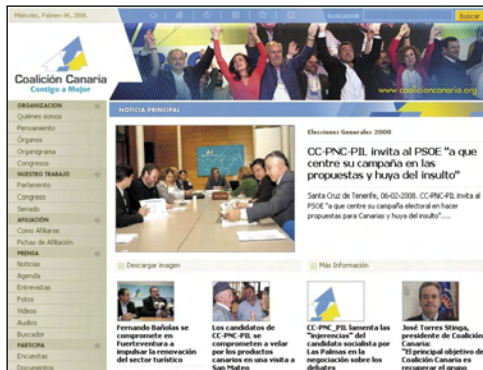 Miércoles, Febrero 06, 2008.
BUSCADOR
buscar
Coalición Canaria
Contigo a Mejor
www.coalicioncanaria.org
ORGANIZACION
Quiénes somos
Pensamiento
Órganos
Organigrama
Congresos
NUESTRO TRABAJO
Parlamento
Congreso
Senado
AFILIACIÓN
Como Afiliarse
Fichas de Afiliación
PRENSA
Noticias
Agenda
Entrevistas
Fotos
Videos
Audios
Buscador
PARTICIPA
Encuestas
Documentos
NOTICIA PRINCIPAL
Elecciones Generales 2008
CC-PNC-PIL invita al PSOE "a que
centre su campaña en las
propuestas y huya del insulto"
Santa Cruz de Tenerife, 06-02-2008. CC-PNC-PIL invita al
PSOE "a que centre su campaña electoral en hacer
propuestas para Canarias y huya del insulto".....
Descargar imagen
Más Información
Fernando Bañolas se
compromete en
Fuerteventura a
impulsar la renovación
del sector turístico
Los candidatos de
CC-PNC-PIL se
comprometen a velar
por los productos
canarios en una visita a
San Mateo
CC-PNC_PIL lamenta las
"injerencias" del
candidato socialista por
Las Palmas en la
negociación sobre los
debates
José Torres Stinga,
presidente de Coalición
Canaria:
"El principal objetivo de
Coalición Canaria es
recuperar el grupo